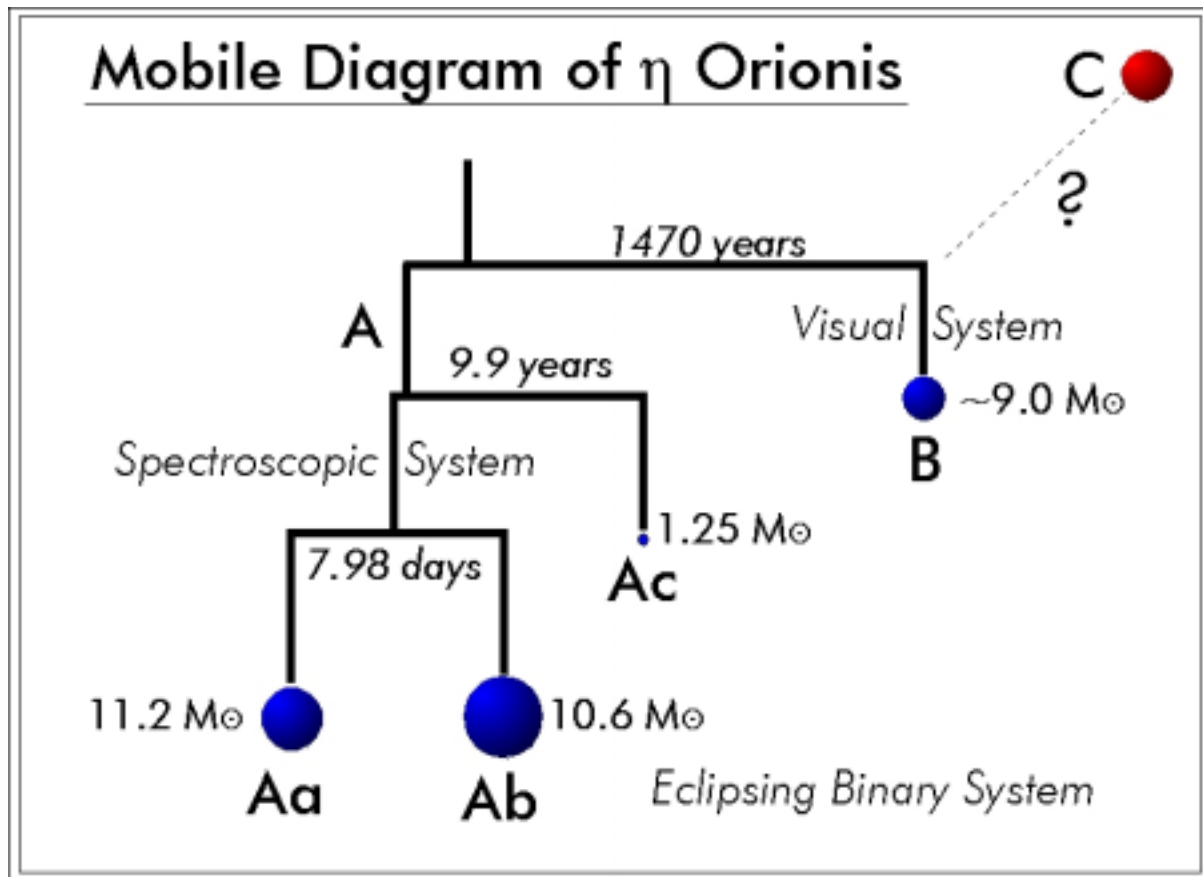 Mobile Diagram of η Orionis
C
?
1470 years
A
Visual System
9.9 years
~9.0 M⊙
B
Spectroscopic System
1.25 M⊙
7.98 days
Ac
11.2 M⊙
10.6 M⊙
Aa
Ab
Eclipsing Binary System